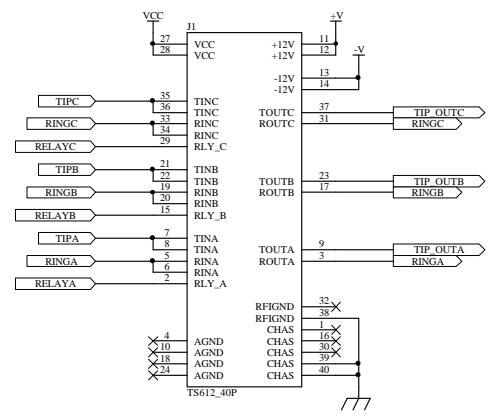 VCC
J1
+V
27 VCC +12V 11
28 VCC +12V 12
-V
-12V 13
-12V 14
TIPC 35 TINC TOUTC 37 TIP_OUTC
36 TINC ROUTC 31 RINGC
RINGC 33 RINC
34 RINC
RELAYC 29 RLY_C
TIPB 21 TINB TOUTB 23 TIP_OUTB
22 TINB ROUTB 17 RINGB
RINGB 19 RINB
20 RINB
RELAYB 15 RLY_B
TIPA 7 TINA TOUTA 9 TIP_OUTA
8 TINA ROUTA 3 RINGA
RINGA 5 RINA
6 RINA
RELAYA 2 RLY_A
RFIGND 32
RFIGND 38
CHAS 1
4 AGND CHAS 16
10 AGND CHAS 30
18 AGND CHAS 39
24 AGND CHAS 40
TS612_40P